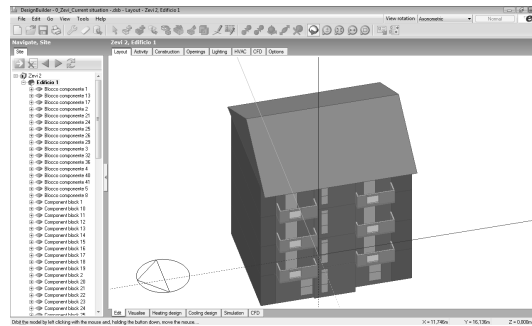 DesignBuilder - 0_Zevi_Current situation - .dsb - Layout - Zevi 2, Edificio 1
File Edit Go View Tools Help
View rotation Axonometric Normal
Navigate, Site
Zevi 2, Edificio 1
Site
Layout Activity Construction Openings Lighting HVAC CFD Options
Zevi 2
Edificio 1
Blocco componente 1
Blocco componente 13
Blocco componente 17
Blocco componente 2
Blocco componente 21
Blocco componente 24
Blocco componente 25
Blocco componente 26
Blocco componente 29
Blocco componente 3
Blocco componente 32
Blocco componente 36
Blocco componente 4
Blocco componente 40
Blocco componente 41
Blocco componente 5
Blocco componente 8
Component block 1
Component block 10
Component block 11
Component block 12
Component block 13
Component block 14
Component block 15
Component block 16
Component block 17
Component block 18
Component block 19
Component block 2
Component block 20
Component block 21
Component block 22
Component block 23
Component block 24
Edit Visualise Heating design Cooling design Simulation CFD
Orbit the model by left clicking with the mouse and, holding the button down, move the mouse...
X = 11,746m Y = 16,136m Z = 0,000m